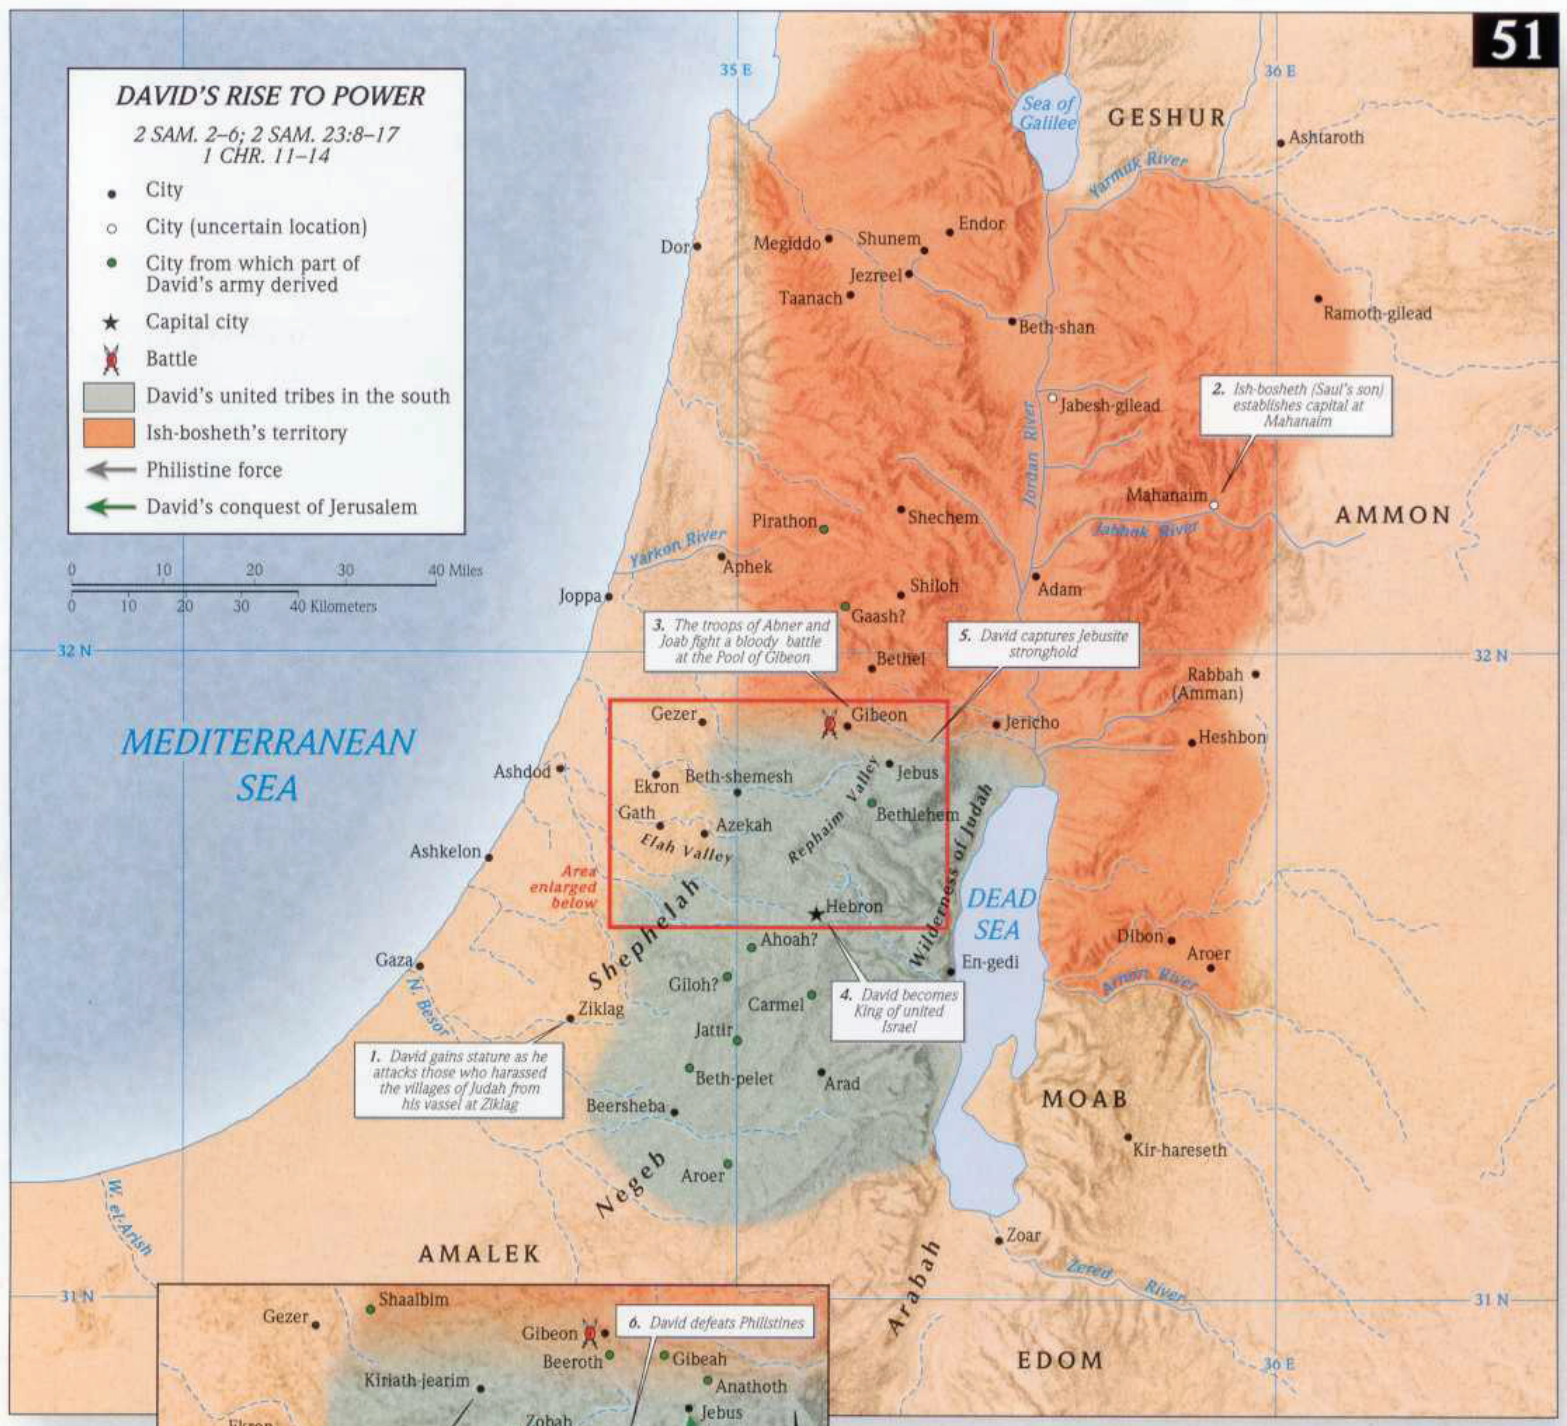 51
DAVID'S RISE TO POWER
2 SAM. 2–6; 2 SAM. 23:8–17
1 CHR. 11–14
City
City (uncertain location)
City from which part of
David's army derived
Capital city
Battle
David's united tribes in the south
Ish-bosheth's territory
Philistine force
David's conquest of Jerusalem
0 10 20 30 40 Miles
0 10 20 30 40 Kilometers
35 E
36 E
Sea of
Galilee
GESHUR
Ashtaroth
Yarmuk River
Dor
Megiddo
Shunem
Endor
Jezreel
Taanach
Beth-shan
Ramoth-gilead
Jabesh-gilead
2. Ish-bosheth (Saul's son)
establishes capital at
Mahanaim
Jordan River
Mahanaim
AMMON
Jabbok River
Pirathon
Shechem
Yarkon River
Aphek
Shiloh
Adam
Joppa
Gaash?
3. The troops of Abner and
Joab fight a bloody battle
at the Pool of Gibeon
5. David captures Jebusite
stronghold
32 N
32 N
Bethel
Rabbah
(Amman)
Gezer
Gibeon
Jericho
Heshbon
MEDITERRANEAN
SEA
Ashdod
Ekron
Beth-shemesh
Jebus
Rephaim Valley
Gath
Azekah
Bethlehem
Elah Valley
Ashkelon
Area
enlarged
below
Wilderness of Judah
DEAD
SEA
Shephelah
Hebron
Ahoah?
Dibon
Aroer
Gaza
En-gedi
Giloh?
Arnon River
N. Besor
Carmel
4. David becomes
King of united
Israel
Ziklag
Jattir
1. David gains stature as he
attacks those who harassed
the villages of Judah from
his vassel at Ziklag
Beth-pelet
Arad
Beersheba
MOAB
Kir-hareseth
Negeb
Aroer
W. el-Arish
AMALEK
Zoar
Arabah
Zered River
31 N
31 N
Shaalbim
Gezer
Gibeon
6. David defeats Philistines
Beeroth
Gibeah
EDOM
36 E
Kiriath-jearim
Anathoth
Jebus
Zobah
Ekron